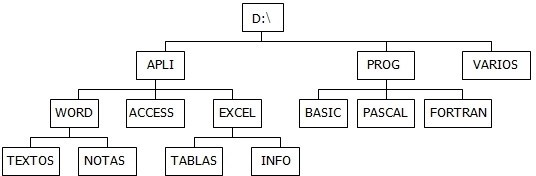 D:\
APLI PROG VARIOS
WORD ACCESS EXCEL BASIC PASCAL FORTRAN
TEXTOS NOTAS TABLAS INFO